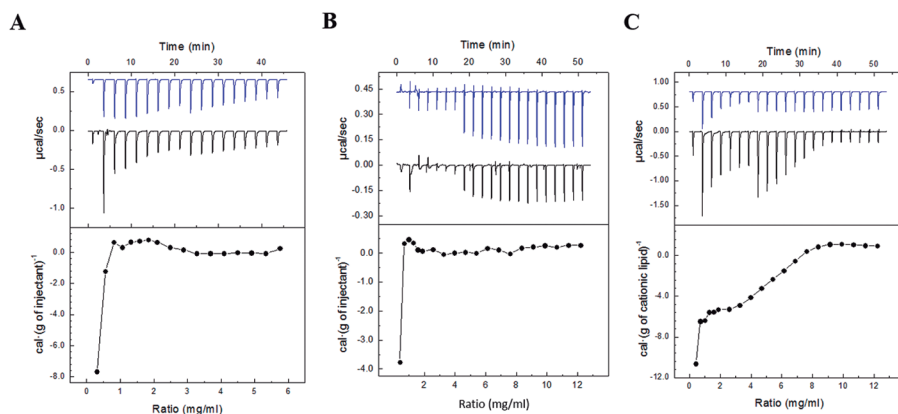 A
Time (min)
0 10 20 30 40
0.5
0.0
-0.5
-1.0
µcal/sec
0.0
-2.0
-4.0
-6.0
-8.0
cal·(g of injectant)⁻¹
0 1 2 3 4 5 6
Ratio (mg/ml)
B
Time (min)
0 10 20 30 40 50
0.45
0.30
0.15
0.00
-0.15
-0.30
µcal/sec
1.0
0.0
-1.0
-2.0
-3.0
-4.0
cal·(g of injectant)⁻¹
2 4 6 8 10 12
Ratio (mg/ml)
C
Time (min)
0 10 20 30 40 50
1.00
0.50
0.00
-0.50
-1.00
-1.50
µcal/sec
0.0
-4.0
-8.0
-12.0
cal·(g of cationic lipid)⁻¹
0 2 4 6 8 10 12
Ratio (mg/ml)